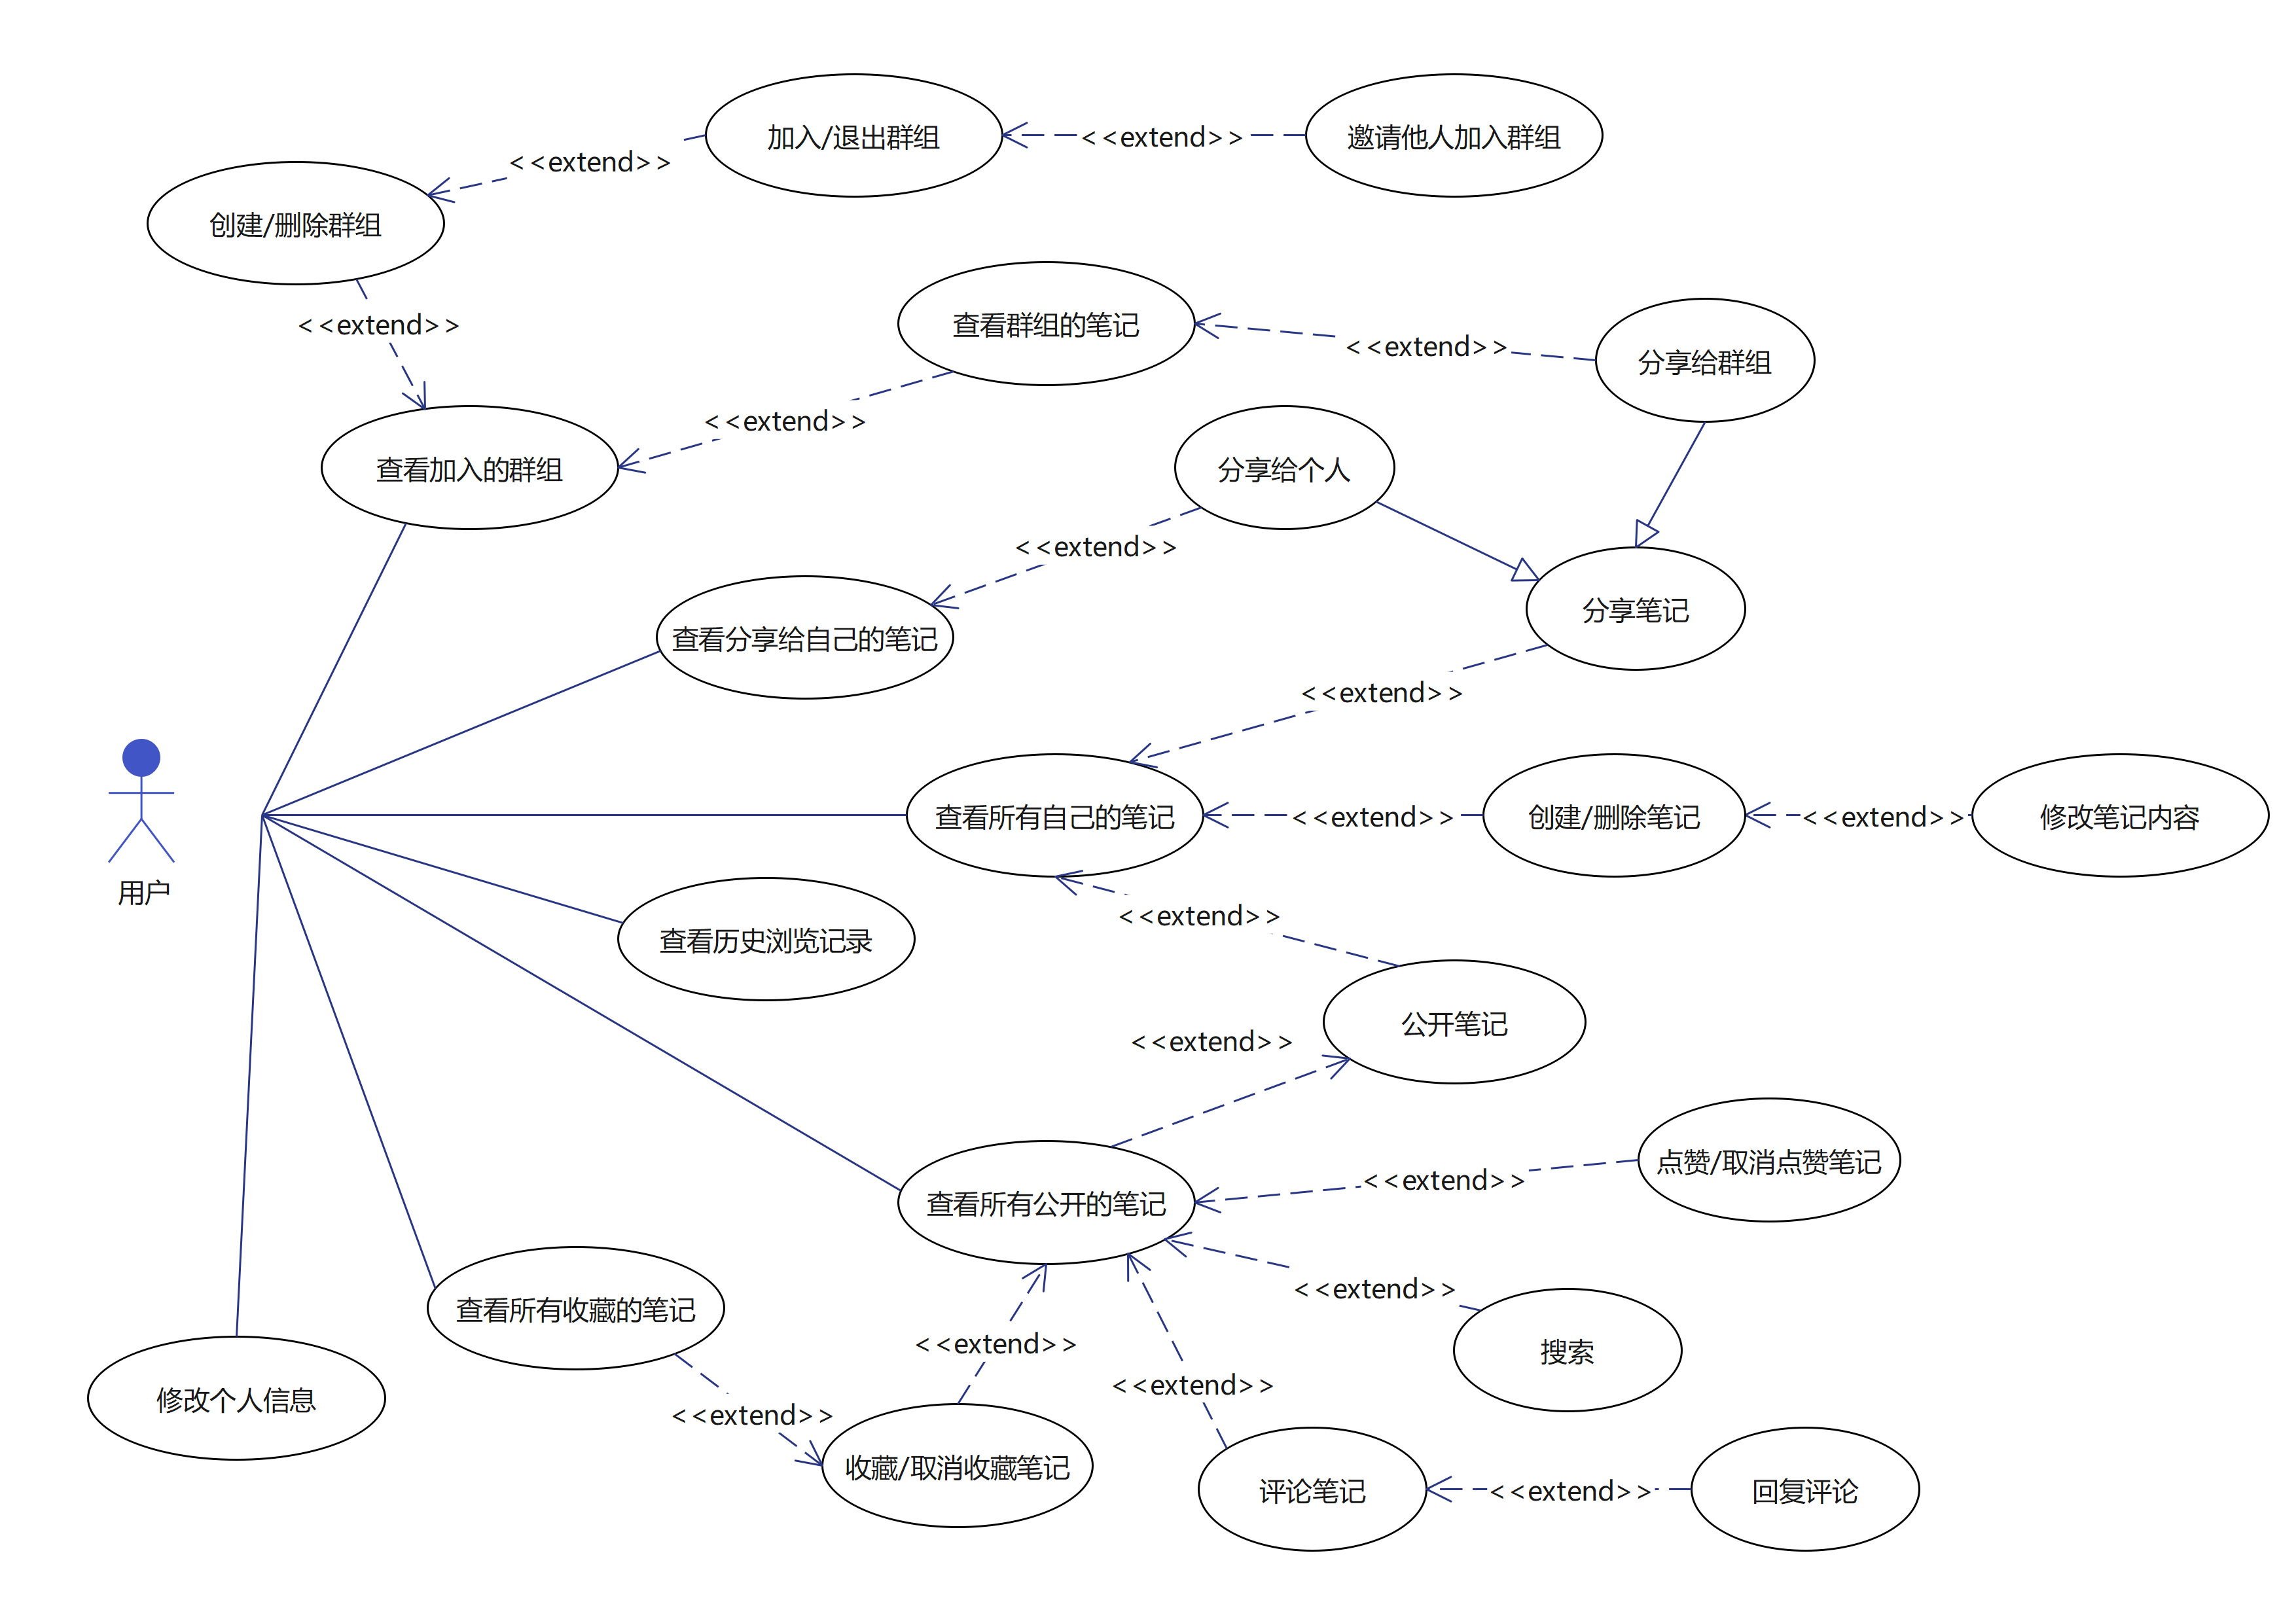 加入/退出群组
<<extend>>
邀请他人加入群组
<<extend>>
创建/删除群组
<<extend>>
查看群组的笔记
<<extend>>
分享给群组
<<extend>>
查看加入的群组
分享给个人
<<extend>>
分享笔记
查看分享给自己的笔记
<<extend>>
查看所有自己的笔记
<<extend>>
创建/删除笔记
<<extend>>
修改笔记内容
用户
<<extend>>
查看历史浏览记录
公开笔记
<<extend>>
点赞/取消点赞笔记
<<extend>>
查看所有公开的笔记
<<extend>>
查看所有收藏的笔记
<<extend>>
搜索
<<extend>>
修改个人信息
<<extend>>
收藏/取消收藏笔记
评论笔记
<<extend>>
回复评论